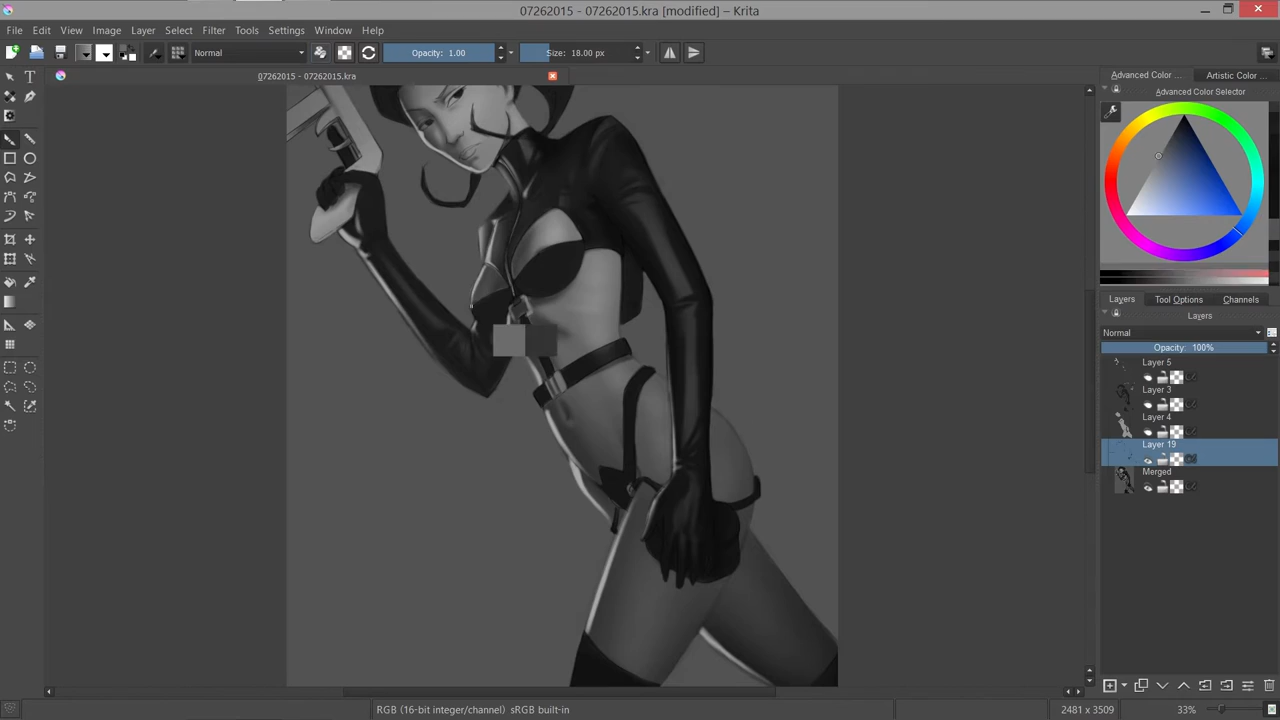 07262015 - 07262015.kra [modified] – Krita
File Edit View Image Layer Select Filter Tools Settings Window Help
Normal Opacity: 1.00 Size: 18.00 px
07262015 - 07262015.kra
Advanced Color ... Artistic Color ...
Advanced Color Selector
Layers Tool Options Channels
Layers
Normal
Opacity: 100%
Layer 5
Layer 3
Layer 4
Layer 19
Merged
RGB (16-bit integer/channel) sRGB built-in 2481 x 3509 33%